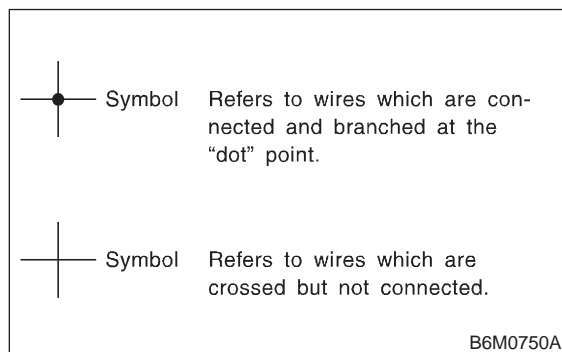 Symbol Refers to wires which are con-
nected and branched at the
“dot” point.
Symbol Refers to wires which are
crossed but not connected.
B6M0750A